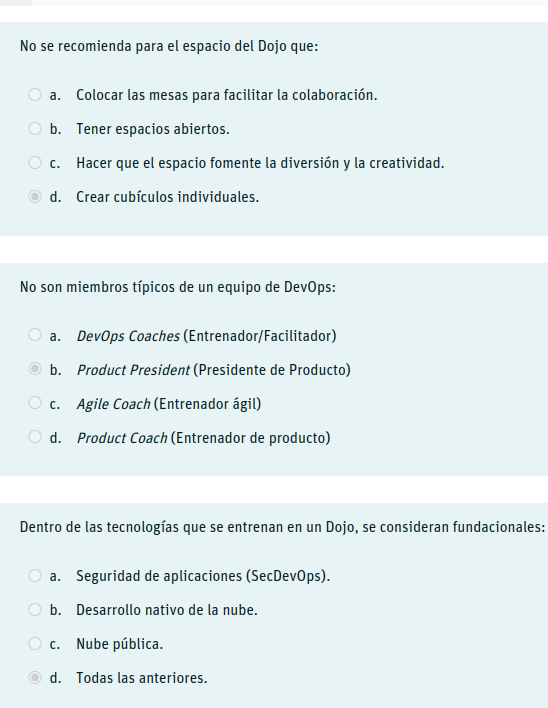 No se recomienda para el espacio del Dojo que:
a. Colocar las mesas para facilitar la colaboración.
b. Tener espacios abiertos.
c. Hacer que el espacio fomente la diversión y la creatividad.
d. Crear cubículos individuales.
No son miembros típicos de un equipo de DevOps:
a. DevOps Coaches (Entrenador/Facilitador)
b. Product President (Presidente de Producto)
c. Agile Coach (Entrenador ágil)
d. Product Coach (Entrenador de producto)
Dentro de las tecnologías que se entrenan en un Dojo, se consideran fundacionales:
a. Seguridad de aplicaciones (SecDevOps).
b. Desarrollo nativo de la nube.
c. Nube pública.
d. Todas las anteriores.